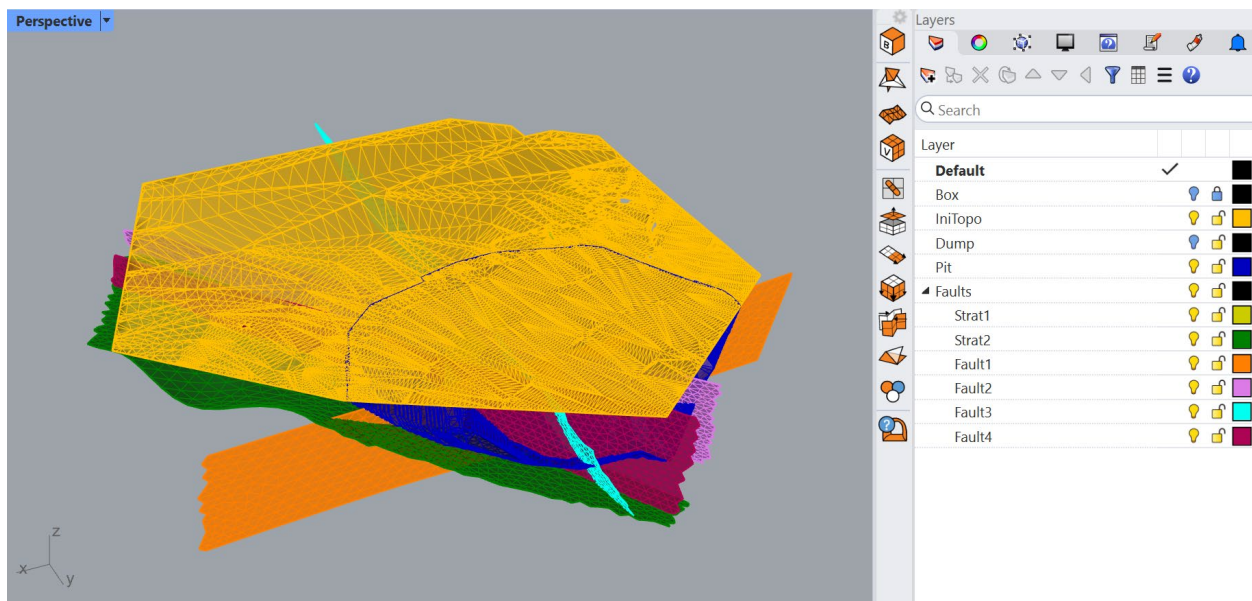 Perspective
z
x
y
B
V
?
Layers
?
?
Search
Layer
Default
Box
IniTopo
Dump
Pit
Faults
Strat1
Strat2
Fault1
Fault2
Fault3
Fault4